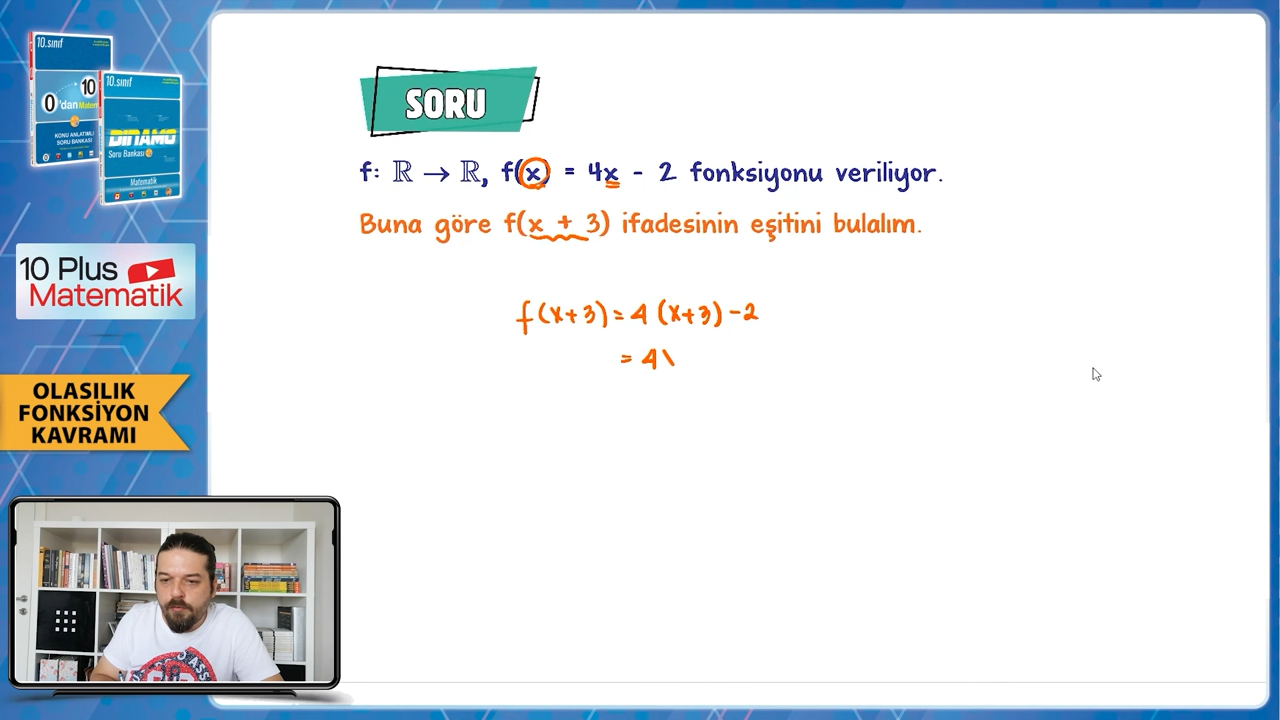 10.sınıf
0'dan 10 Matematik
KONU ANLATIMLI
SORU BANKASI
10.sınıf
DİNAMO
Soru Bankası
Matematik
10 Plus
Matematik
OLASILIK
FONKSİYON
KAVRAMI
SORU
f: ℝ → ℝ, f(x) = 4x - 2 fonksiyonu veriliyor.
Buna göre f(x + 3) ifadesinin eşitini bulalım.
f(x+3) = 4 (x+3) -2
= 4\